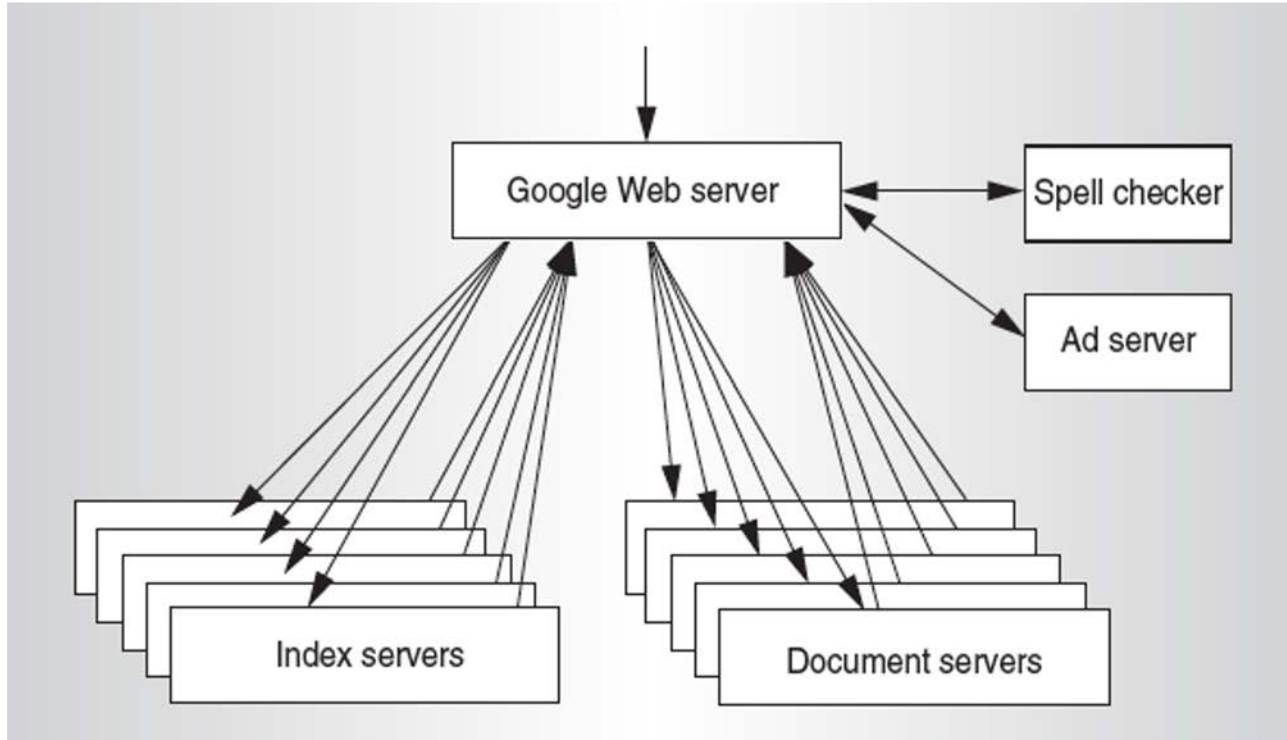 Google Web server
Spell checker
Ad server
Index servers
Document servers